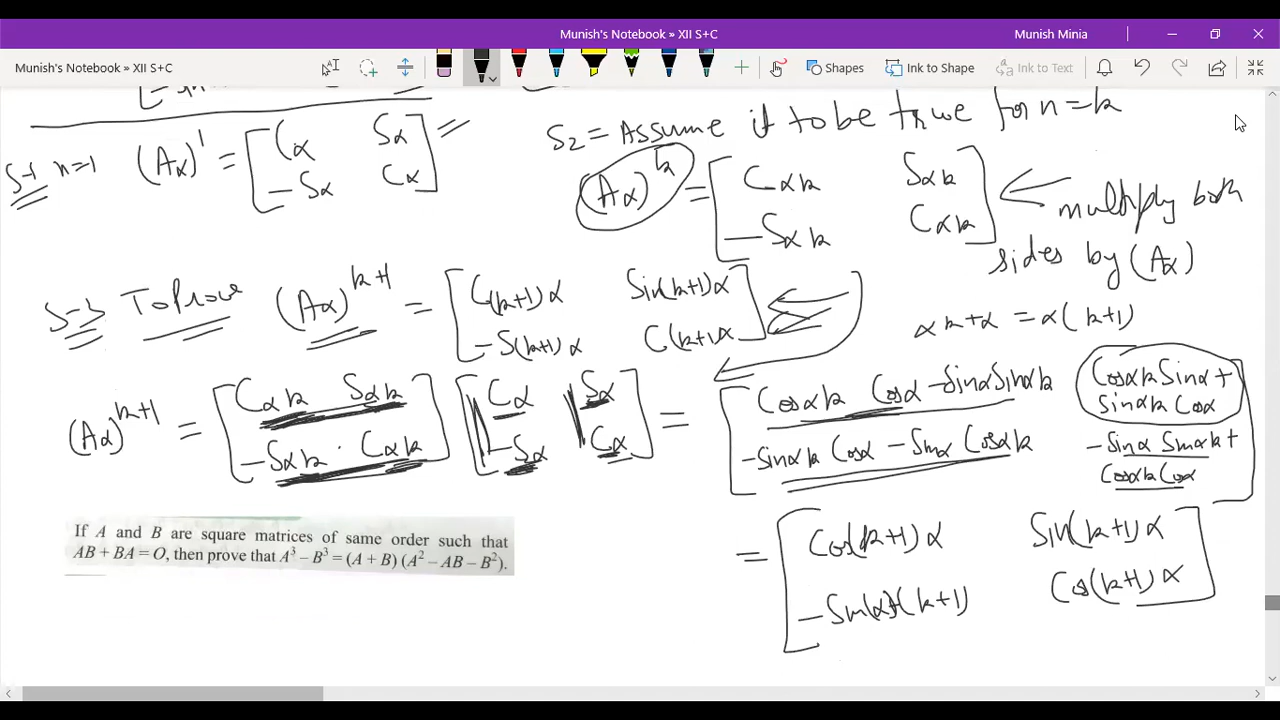 Munish's Notebook » XII S+C
Munish Minia
Munish's Notebook » XII S+C
Shapes
Ink to Shape
Ink to Text
S-1 n=1 (Aα)¹ = [Cα Sα
-Sα Cα]
S2 = Assume it to be true for n=k
(Aα)^k = [Cαk Sαk
-Sαk Cαk]
multiply both
sides by (Aα)
S-3 To Prove (Aα)^k+1 = [C(k+1)α Sin(k+1)α
-S(k+1)α C(k+1)α]
αk+α = α(k+1)
(Aα)^k+1 = [Cαk Sαk
-Sαk · Cαk] [Cα Sα
-Sα Cα]
= [Cosαk Cosα - Sinα Sinαk Cosαk Sinα + Sinαk Cosα
-Sinαk Cosα - Sinα Cosαk -Sinα Sinαk + Cosαk Cosα]
= [Cos(k+1)α Sin(k+1)α
-Sin(α)(k+1) Cos(k+1)α]
If A and B are square matrices of same order such that
AB + BA = O, then prove that A³ – B³ = (A + B) (A² – AB – B²).